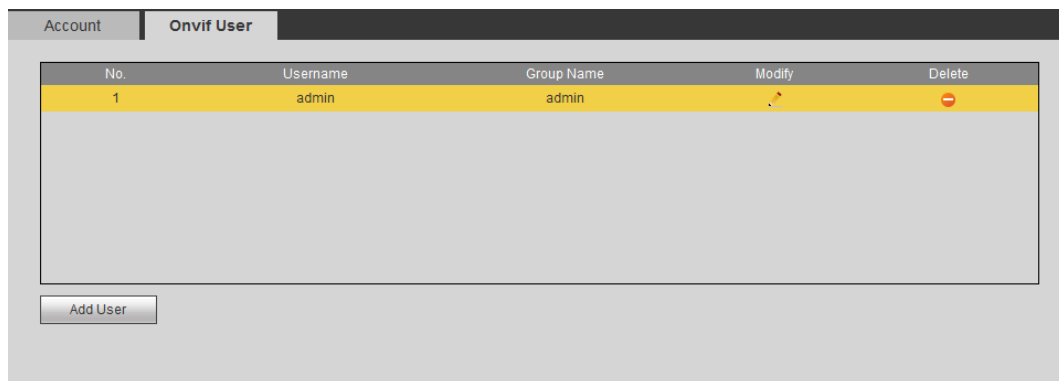 Account Onvif User
No. Username Group Name Modify Delete
1 admin admin
Add User